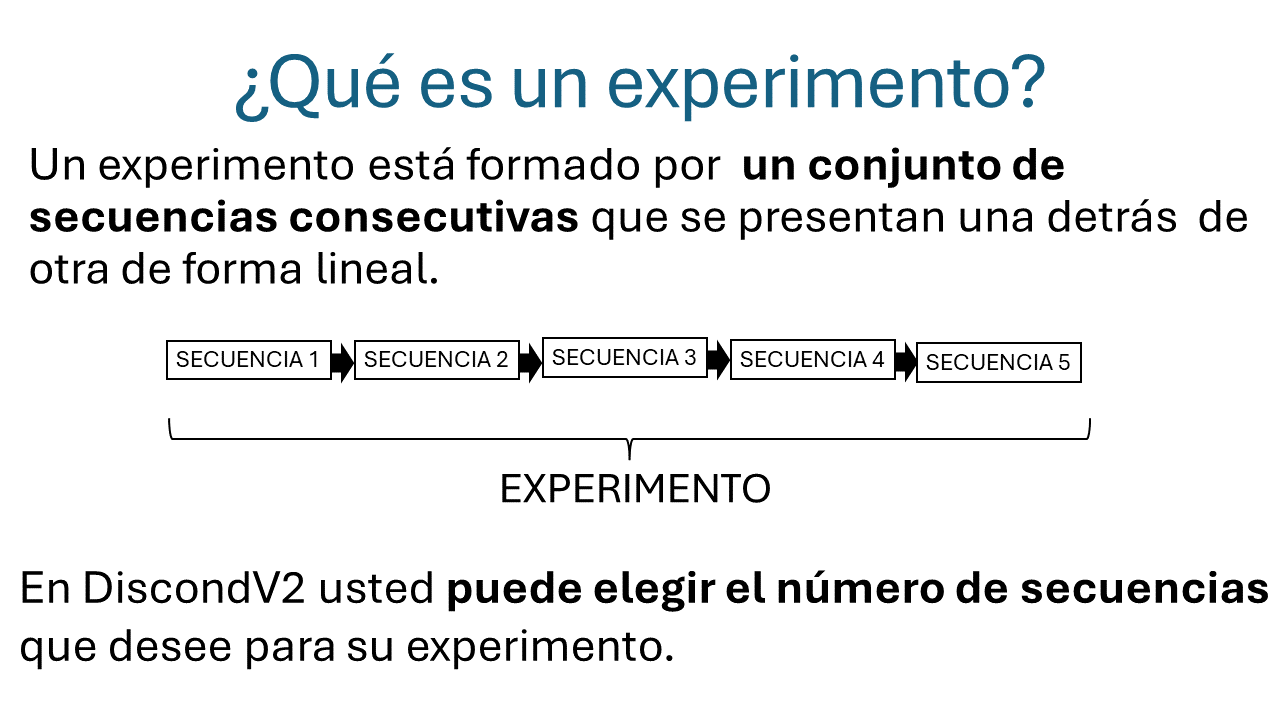 ¿Qué es un experimento?
Un experimento está formado por un conjunto de
secuencias consecutivas que se presentan una detrás de
otra de forma lineal.
SECUENCIA 1 SECUENCIA 2 SECUENCIA 3 SECUENCIA 4 SECUENCIA 5
EXPERIMENTO
En DiscondV2 usted puede elegir el número de secuencias
que desee para su experimento.